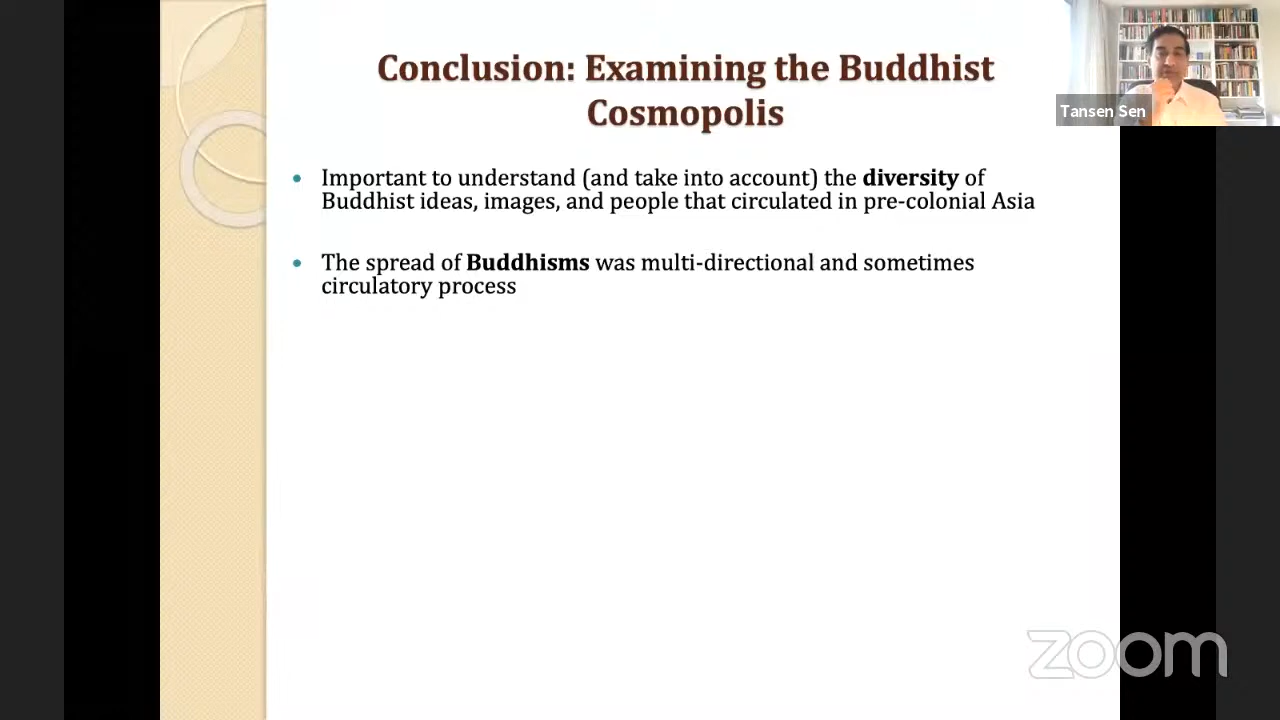 Conclusion: Examining the Buddhist
Cosmopolis
Tansen Sen
Important to understand (and take into account) the diversity of
Buddhist ideas, images, and people that circulated in pre-colonial Asia
The spread of Buddhisms was multi-directional and sometimes
circulatory process
zoom